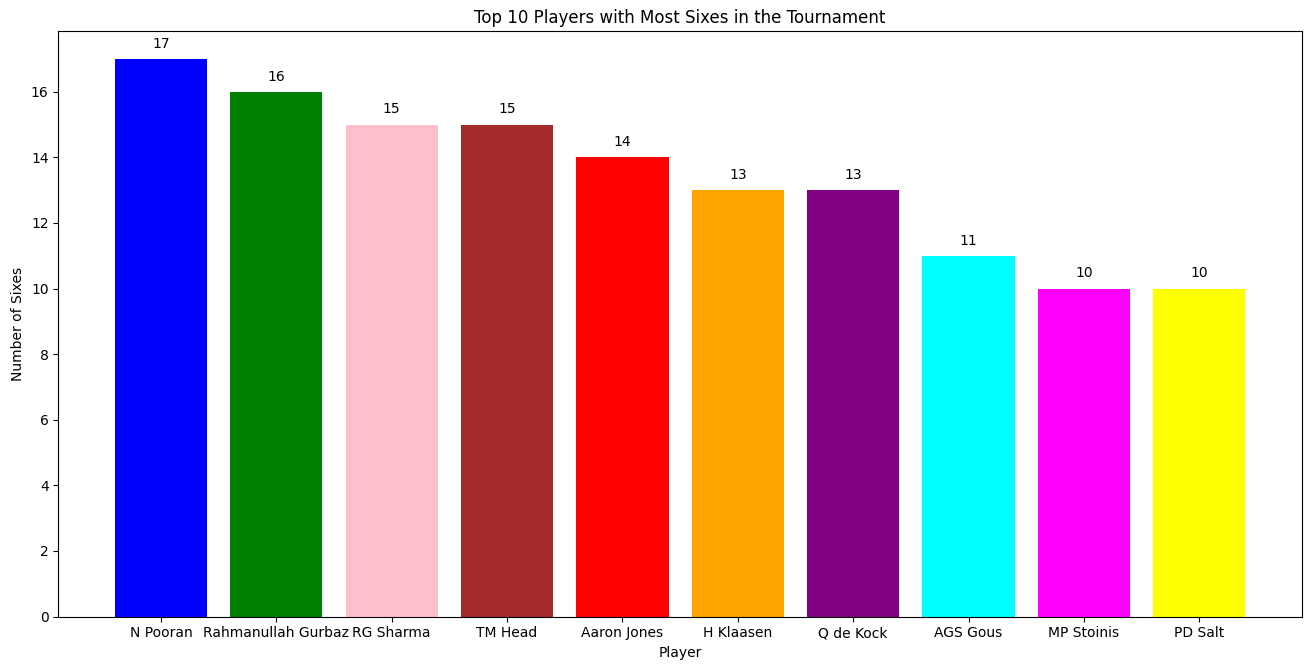 Top 10 Players with Most Sixes in the Tournament
17
16
15
15
14
13
13
11
10
10
Number of Sixes
16
14
12
10
8
6
4
2
0
N Pooran
Rahmanullah Gurbaz
RG Sharma
TM Head
Aaron Jones
H Klaasen
Q de Kock
AGS Gous
MP Stoinis
PD Salt
Player